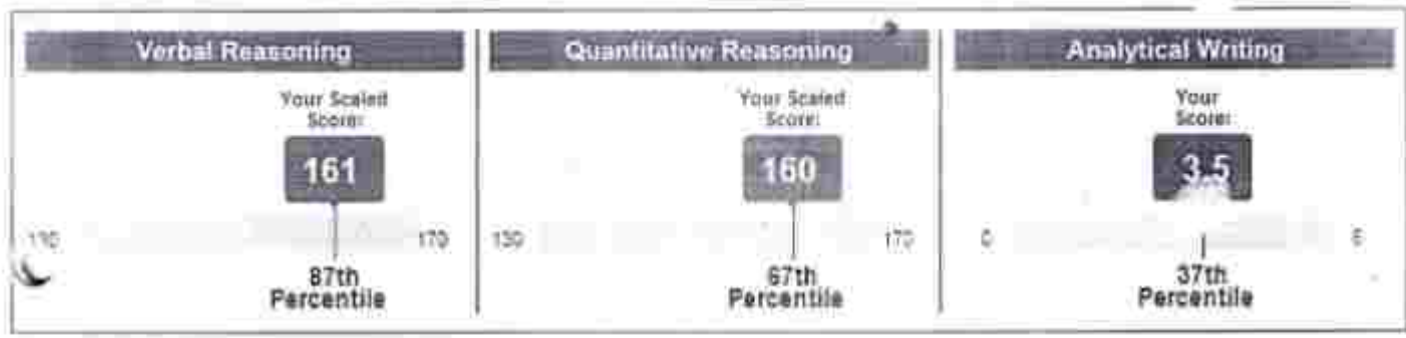 Verbal Reasoning
Your Scaled
Score:
161
130
170
87th
Percentile
Quantitative Reasoning
Your Scaled
Score:
160
130
170
67th
Percentile
Analytical Writing
Your
Score:
3.5
0
6
37th
Percentile